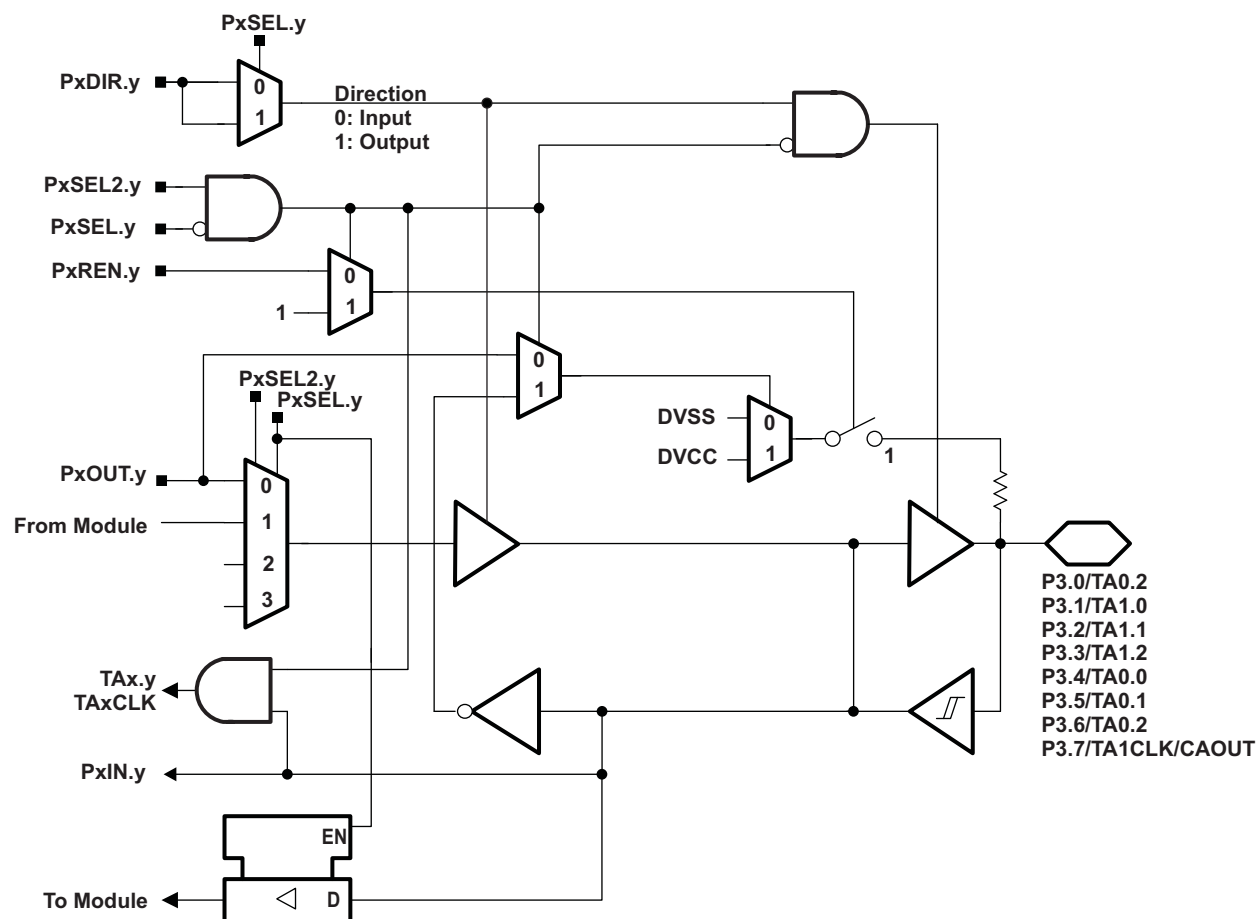 PxSEL.y
PxDIR.y
0
1
Direction
0: Input
1: Output
PxSEL2.y
PxSEL.y
PxREN.y
0
1
1
0
1
PxSEL2.y
PxSEL.y
DVSS
DVCC
0
1
1
PxOUT.y
From Module
0
1
2
3
P3.0/TA0.2
P3.1/TA1.0
P3.2/TA1.1
P3.3/TA1.2
P3.4/TA0.0
P3.5/TA0.1
P3.6/TA0.2
P3.7/TA1CLK/CAOUT
TAx.y
TAxCLK
PxIN.y
EN
To Module
D